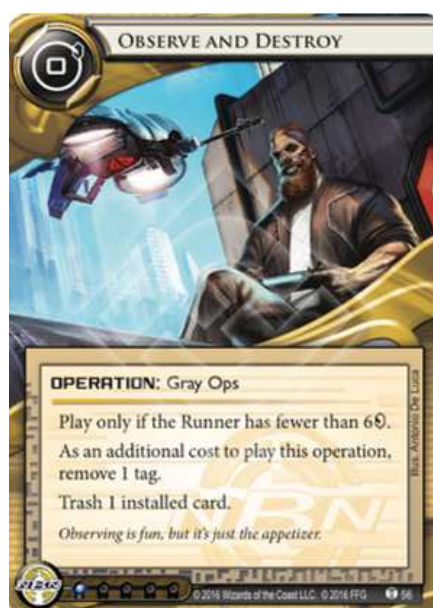 0
OBSERVE AND DESTROY
OPERATION: Gray Ops
Play only if the Runner has fewer than 6.
As an additional cost to play this operation,
remove 1 tag.
Trash 1 installed card.
Observing is fun, but it's just the appetizer.
Illus. Antonio De Luca
NBN
© 2016 Wizards of the Coast LLC. © 2016 FFG
56